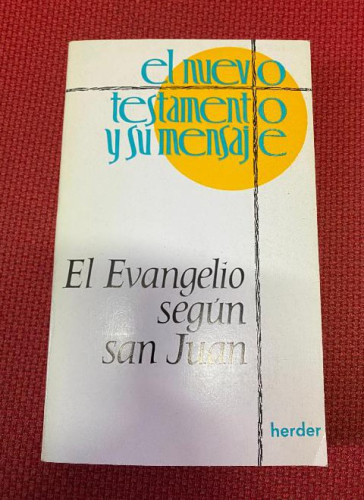 el nuevo
testamento
y su mensaje
El Evangelio
según
san Juan
herder